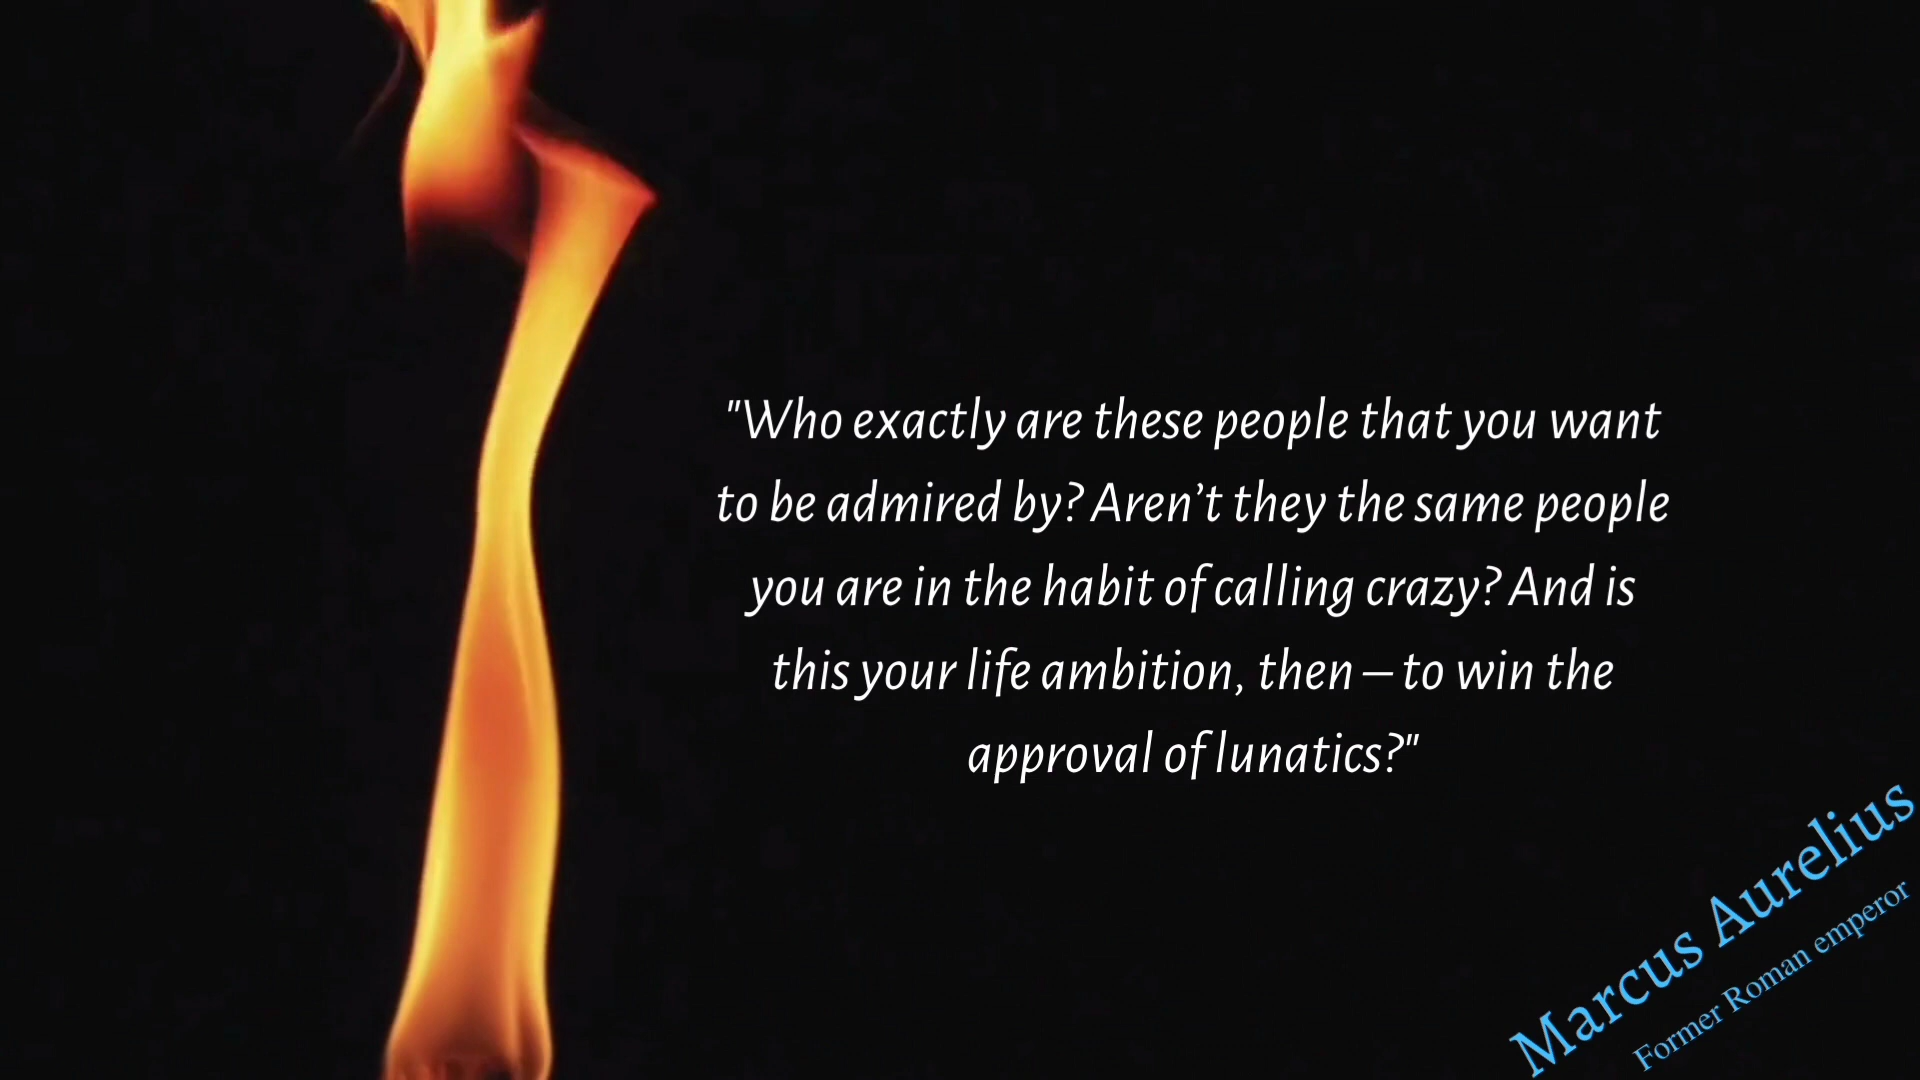 "Who exactly are these people that you want
to be admired by? Aren’t they the same people
you are in the habit of calling crazy? And is
this your life ambition, then – to win the
approval of lunatics?"
Marcus Aurelius
Former Roman emperor